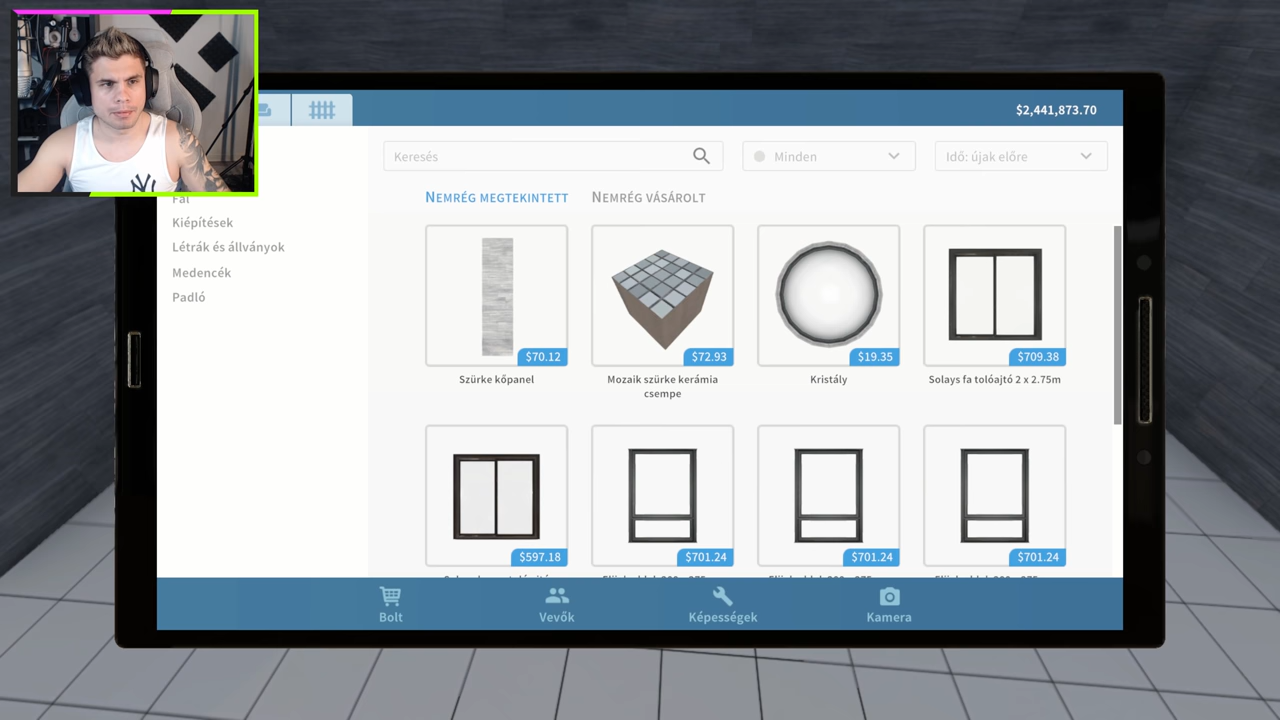 $2,441,873.70
Keresés
Minden
Idő: újak előre
Fal
Kiépítések
Létrák és állványok
Medencék
Padló
NEMRÉG MEGTEKINTETT
NEMRÉG VÁSÁROLT
$70.12
$72.93
$19.35
$709.38
Szürke kőpanel
Mozaik szürke kerámia
csempe
Kristály
Solays fa tolóajtó 2 x 2.75m
$597.18
$701.24
$701.24
$701.24
Bolt
Vevők
Képességek
Kamera